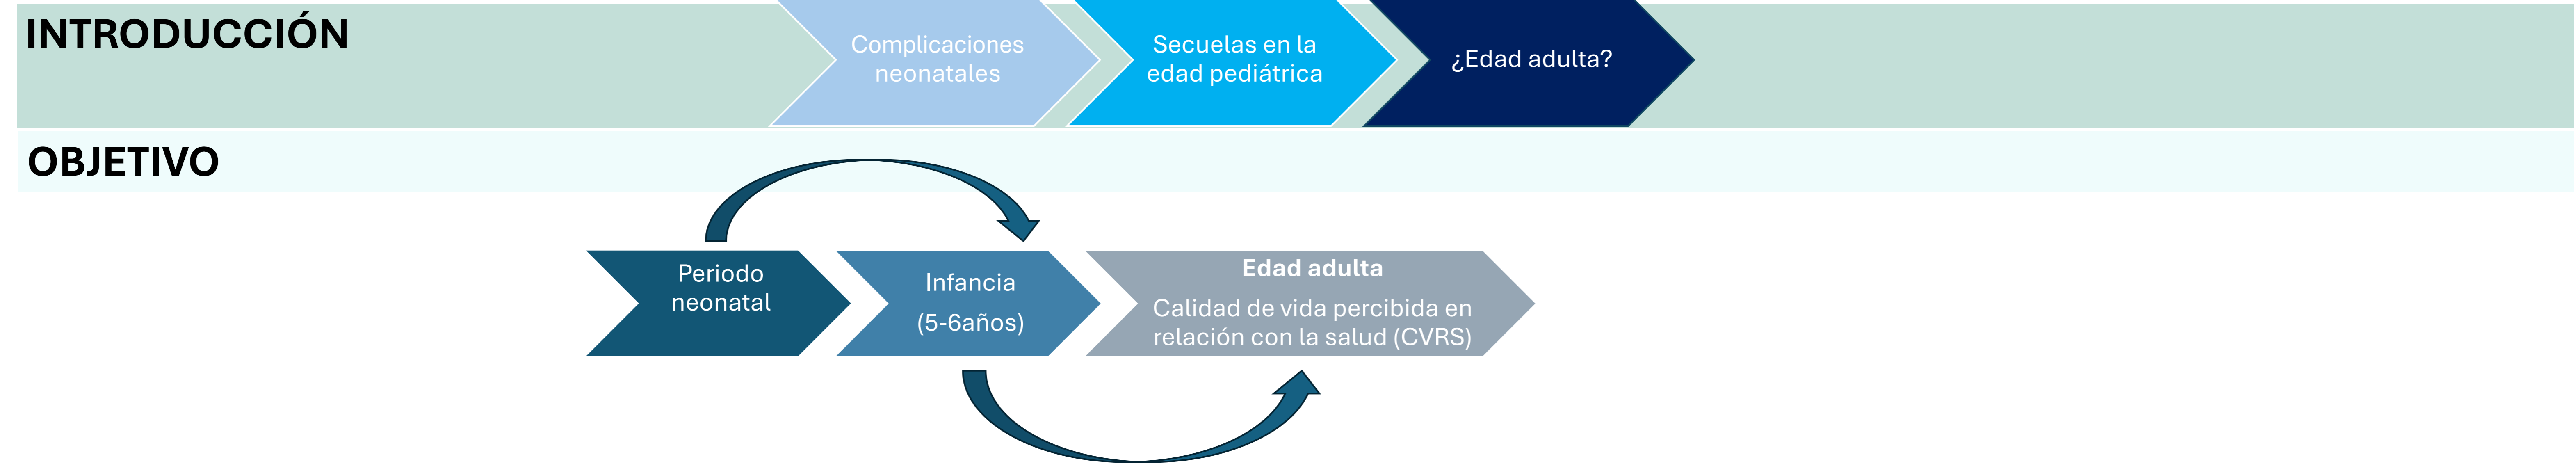 INTRODUCCIÓN
Complicaciones
neonatales
Secuelas en la
edad pediátrica
¿Edad adulta?
OBJETIVO
Periodo
neonatal
Infancia
(5-6años)
Edad adulta
Calidad de vida percibida en
relación con la salud (CVRS)